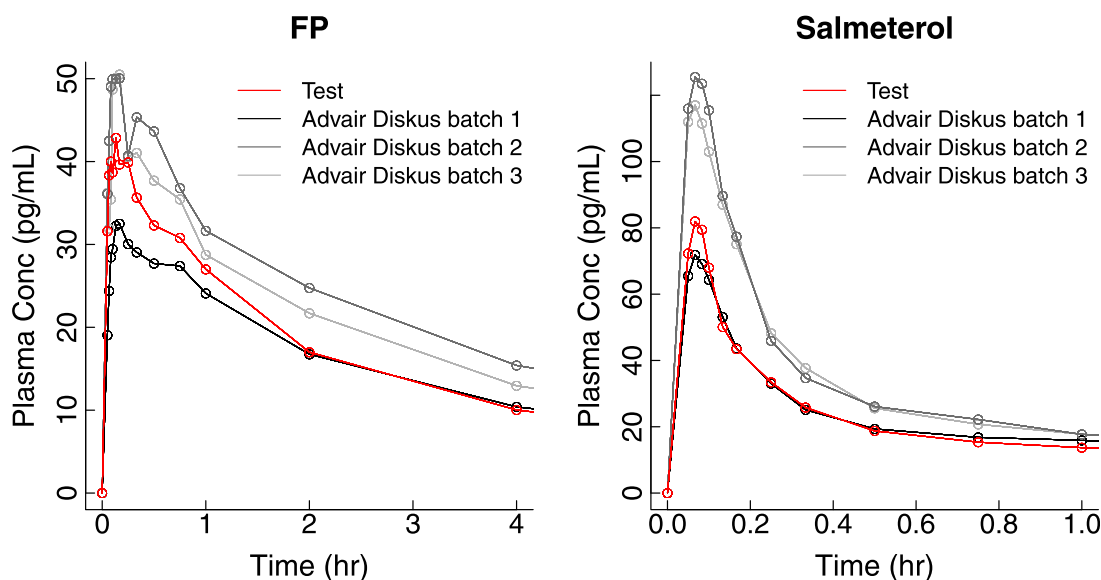 FP
Plasma Conc (pg/mL)
50
40
30
20
10
0
Test
Advair Diskus batch 1
Advair Diskus batch 2
Advair Diskus batch 3
0 1 2 3 4
Time (hr)
Salmeterol
Plasma Conc (pg/mL)
100
80
60
40
20
0
Test
Advair Diskus batch 1
Advair Diskus batch 2
Advair Diskus batch 3
0.0 0.2 0.4 0.6 0.8 1.0
Time (hr)